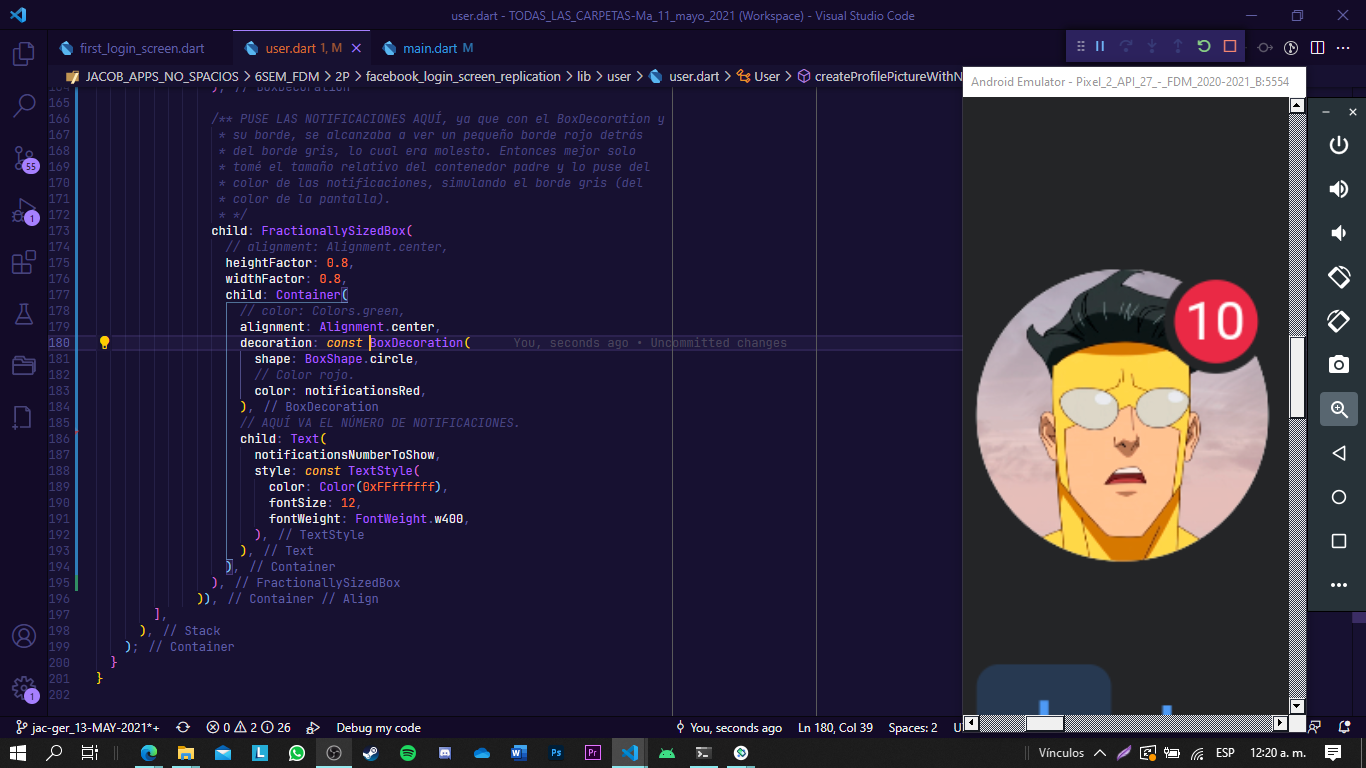 user.dart - TODAS_LAS_CARPETAS-Ma_11_mayo_2021 (Workspace) - Visual Studio Code
first_login_screen.dart
user.dart 1, M
main.dart M
JACOB_APPS_NO_SPACIOS > 6SEM_FDM > 2P > facebook_login_screen_replication > lib > user > user.dart > User > createProfilePictureWithN
Android Emulator - Pixel_2_API_27_-_FDM_2020-2021_B:5554
164 ), // BoxDecoration
165
166 /** PUSE LAS NOTIFICACIONES AQUÍ, ya que con el BoxDecoration y
167 * su borde, se alcanzaba a ver un pequeño borde rojo detrás
168 * del borde gris, lo cual era molesto. Entonces mejor solo
169 * tomé el tamaño relativo del contenedor padre y lo puse del
170 * color de las notificaciones, simulando el borde gris (del
171 * color de la pantalla).
172 * */
173 child: FractionallySizedBox(
174 // alignment: Alignment.center,
175 heightFactor: 0.8,
176 widthFactor: 0.8,
177 child: Container(
178 // color: Colors.green,
179 alignment: Alignment.center,
180 decoration: const BoxDecoration( You, seconds ago • Uncommitted changes
181 shape: BoxShape.circle,
182 // Color rojo.
183 color: notificationsRed,
184 ), // BoxDecoration
185 // AQUÍ VA EL NÚMERO DE NOTIFICACIONES.
186 child: Text(
187 notificationsNumberToShow,
188 style: const TextStyle(
189 color: Color(0xFFffffff),
190 fontSize: 12,
191 fontWeight: FontWeight.w400,
192 ), // TextStyle
193 ), // Text
194 ), // Container
195 ), // FractionallySizedBox
196 )), // Container // Align
197 ],
198 ), // Stack
199 ); // Container
200 }
201 }
202
10
55
1
1
jac-ger_13-MAY-2021*+ 0 2 26 Debug my code You, seconds ago Ln 180, Col 39 Spaces: 2
Vínculos ESP 12:20 a. m.